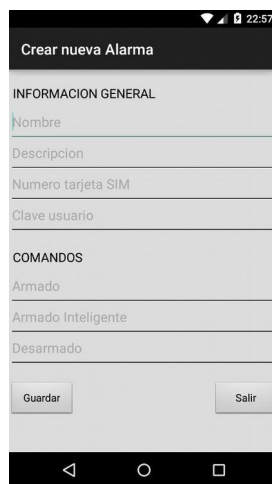 22:57
Crear nueva Alarma
INFORMACION GENERAL
Nombre
Descripcion
Numero tarjeta SIM
Clave usuario
COMANDOS
Armado
Armado Inteligente
Desarmado
Guardar Salir